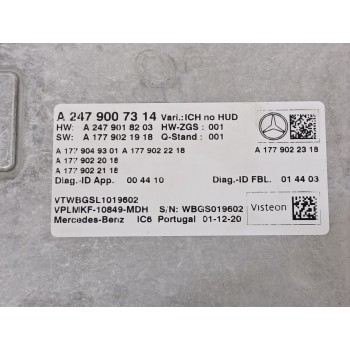 A 247 900 73 14 Vari.:ICH no HUD
HW: A 247 901 82 03 HW-ZGS : 001
SW: A 177 902 19 18 Q-Stand : 001
A 177 904 93 01 A 177 902 22 18 A 177 902 23 18
A 177 902 20 18
A 177 902 21 18
Diag.-ID App. 00 44 10 Diag.-ID FBL. 01 44 03
VTWBGSL1019602
VPLMKF-10849-MDH S/N: WBGS019602 Visteon
Mercedes-Benz IC6 Portugal 01-12-20